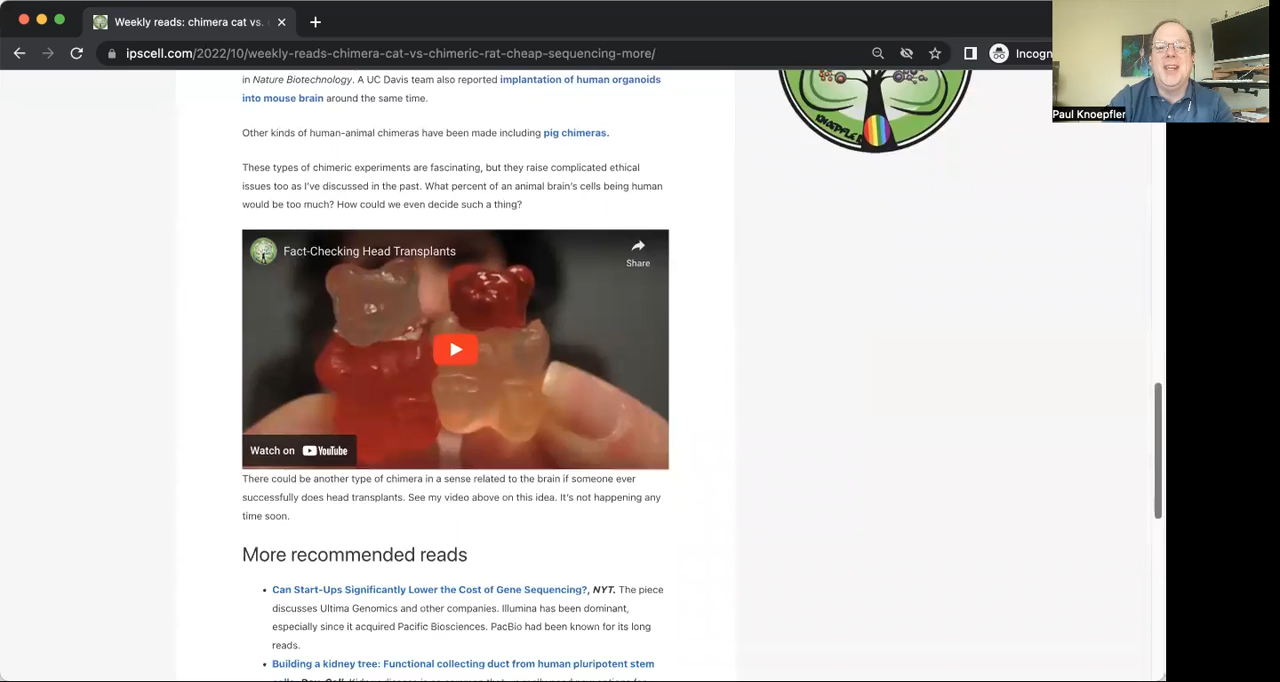 Weekly reads: chimera cat vs.
ipscell.com/2022/10/weekly-reads-chimera-cat-vs-chimeric-rat-cheap-sequencing-more/
Incogn
Paul Knoepfler
in Nature Biotechnology. A UC Davis team also reported implantation of human organoids
into mouse brain around the same time.
Other kinds of human-animal chimeras have been made including pig chimeras.
These types of chimeric experiments are fascinating, but they raise complicated ethical
issues too as I've discussed in the past. What percent of an animal brain's cells being human
would be too much? How could we even decide such a thing?
Fact-Checking Head Transplants
Share
Watch on YouTube
There could be another type of chimera in a sense related to the brain if someone ever
successfully does head transplants. See my video above on this idea. It's not happening any
time soon.
More recommended reads
• Can Start-Ups Significantly Lower the Cost of Gene Sequencing?, NYT. The piece
discusses Ultima Genomics and other companies. Illumina has been dominant,
especially since it acquired Pacific Biosciences. PacBio had been known for its long
reads.
• Building a kidney tree: Functional collecting duct from human pluripotent stem